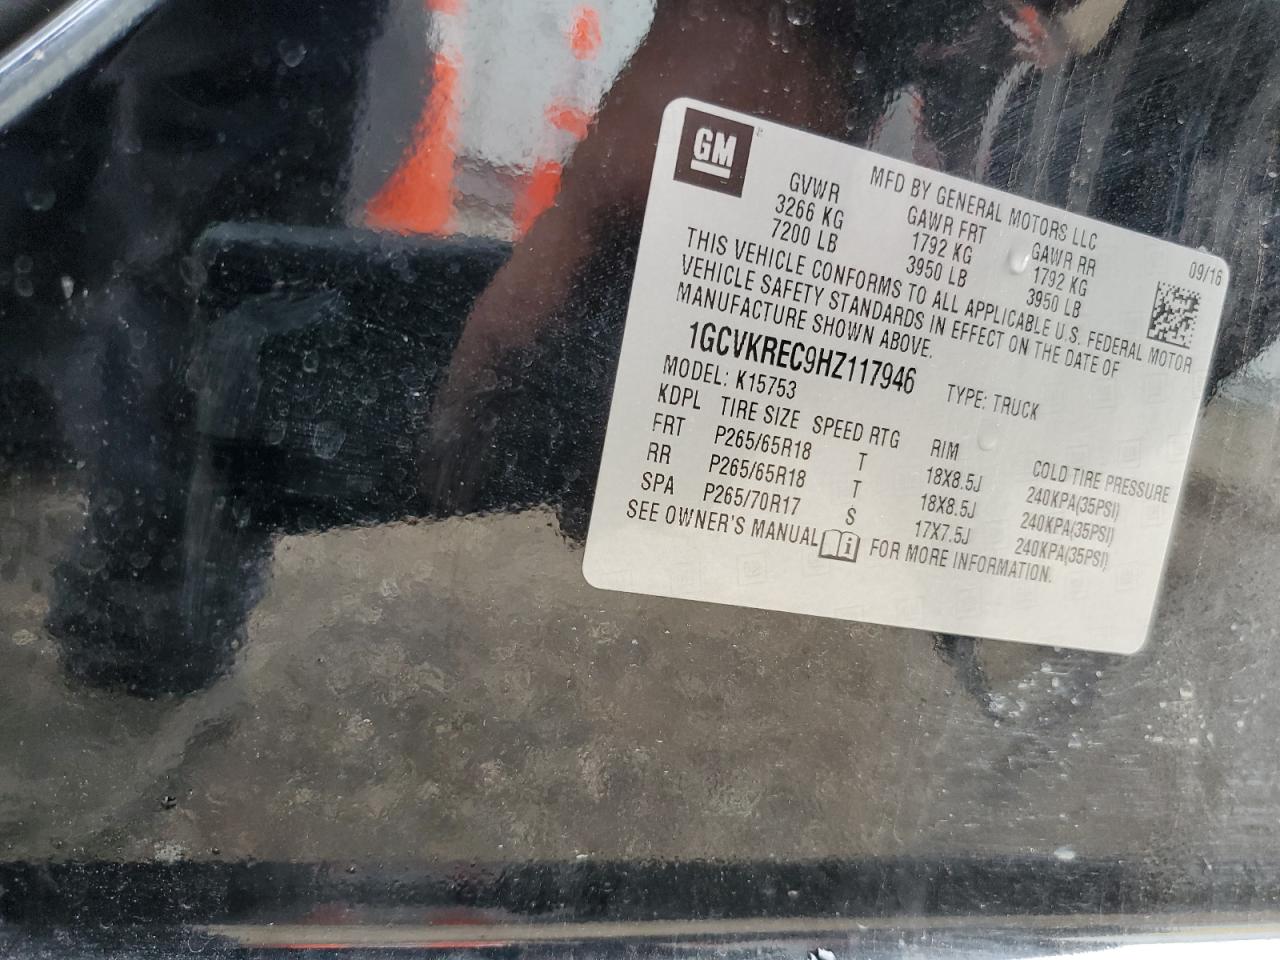 GM
MFD BY GENERAL MOTORS LLC
09/16
GVWR GAWR FRT GAWR RR
3266 KG 1792 KG 1792 KG
7200 LB 3950 LB 3950 LB
THIS VEHICLE CONFORMS TO ALL APPLICABLE U.S. FEDERAL MOTOR
VEHICLE SAFETY STANDARDS IN EFFECT ON THE DATE OF
MANUFACTURE SHOWN ABOVE.
1GCVKREC9HZ117946 TYPE: TRUCK
MODEL: K15753
KDPL TIRE SIZE SPEED RTG RIM COLD TIRE PRESSURE
FRT P265/65R18 T 18X8.5J 240KPA(35PSI)
RR P265/65R18 T 18X8.5J 240KPA(35PSI)
SPA P265/70R17 S 17X7.5J 240KPA(35PSI)
SEE OWNER'S MANUAL FOR MORE INFORMATION.